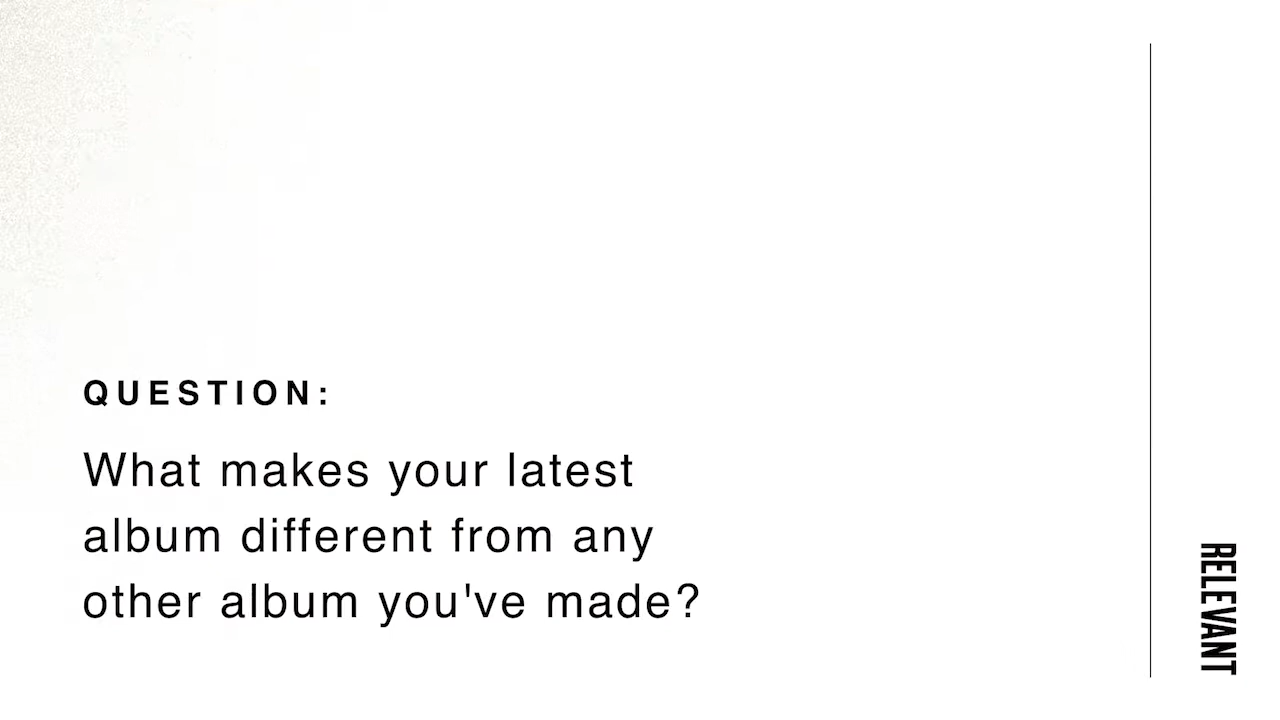 QUESTION:
What makes your latest
album different from any
other album you've made?
RELEVANT